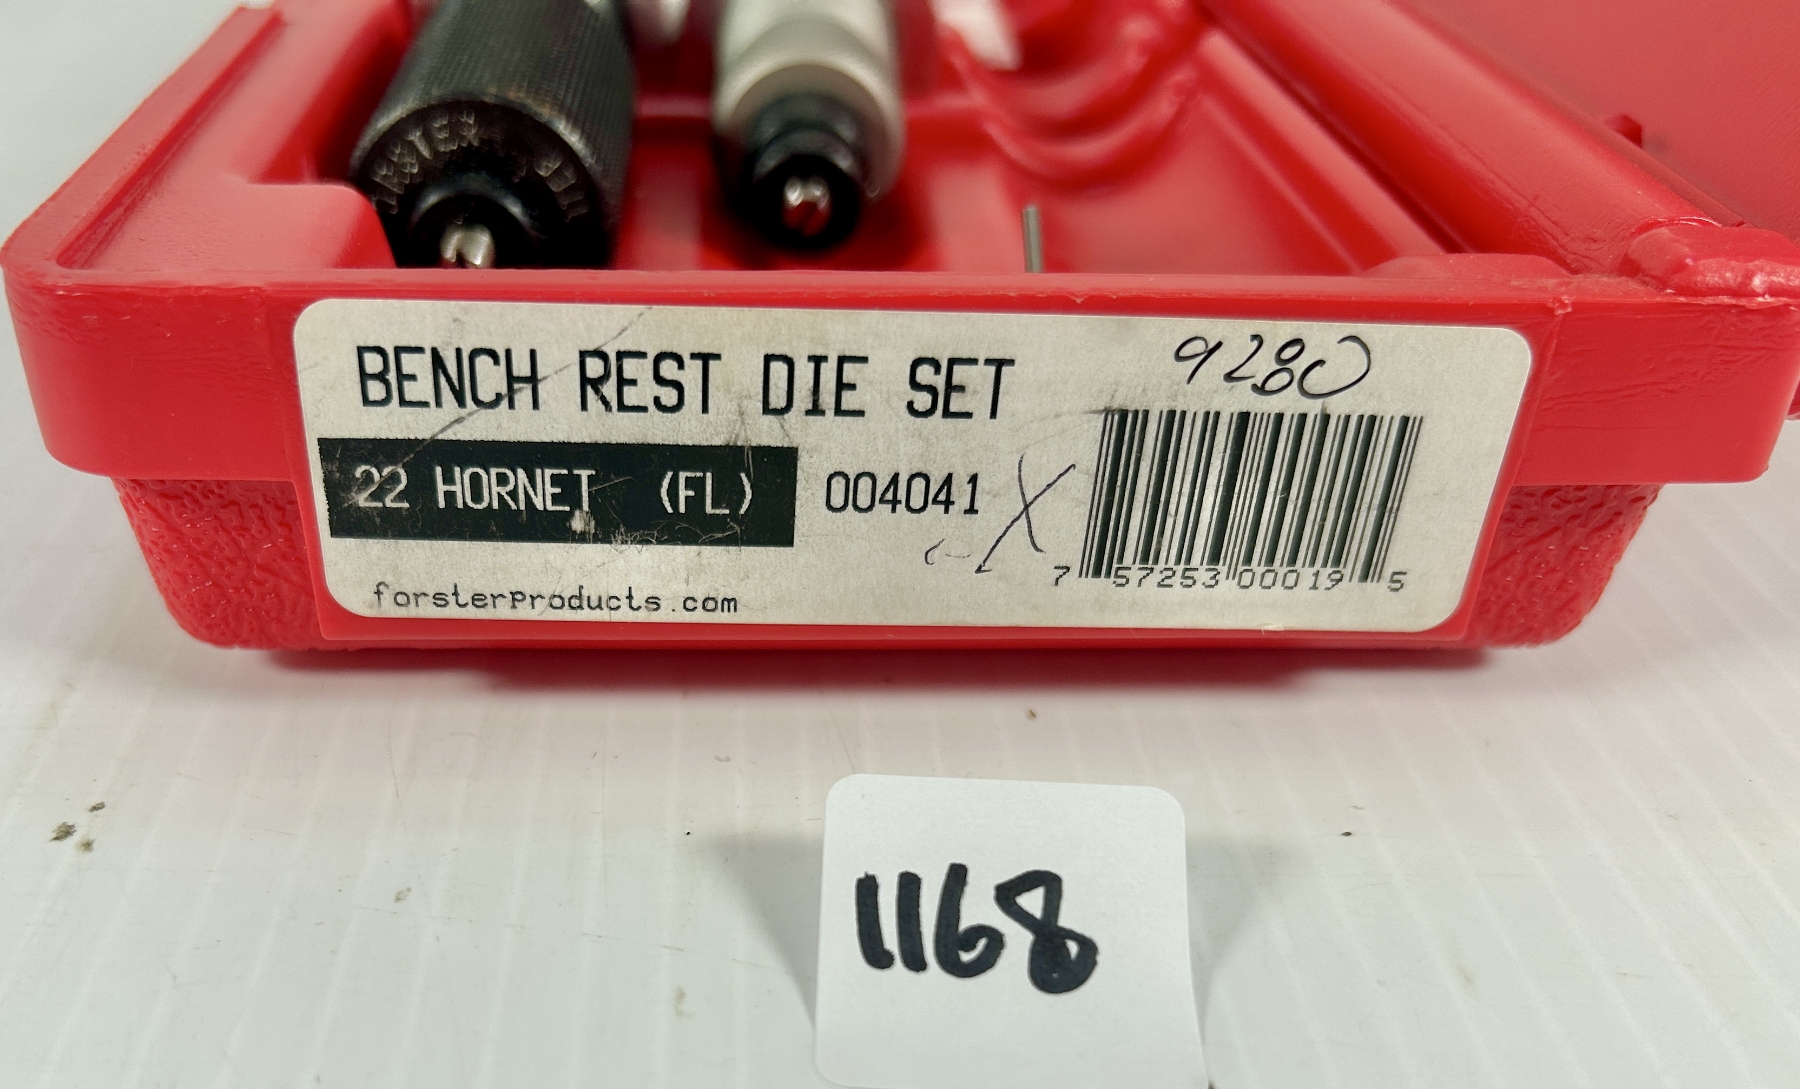 BENCH REST DIE SET
9280
22 HORNET (FL) 004041 X
7 57253 00019 5
forsterproducts.com
1168